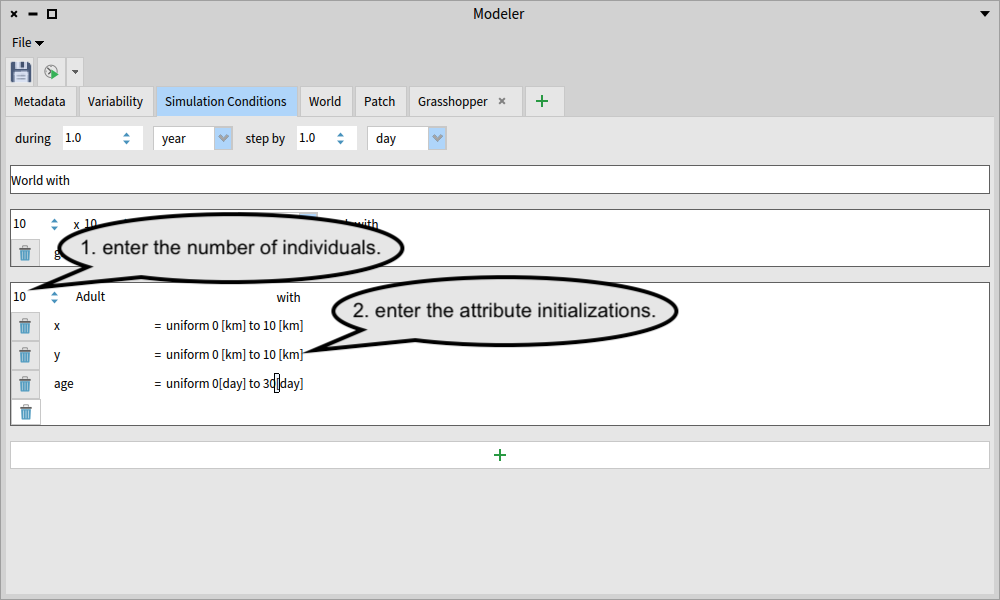 Modeler
File
Metadata Variability Simulation Conditions World Patch Grasshopper
during 1.0 year step by 1.0 day
World with
10 x 10 with
1. enter the number of individuals.
10 Adult with
2. enter the attribute initializations.
x = uniform 0 [km] to 10 [km]
y = uniform 0 [km] to 10 [km]
age = uniform 0[day] to 30[day]